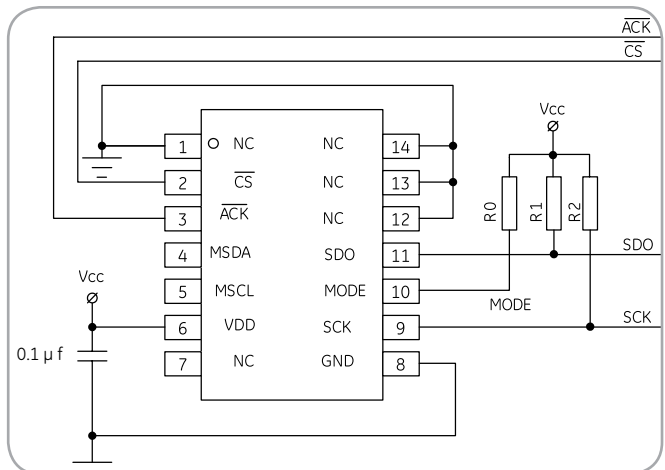 ACK
CS
Vcc
1 NC NC 14
2 CS NC 13
3 ACK NC 12
R0 R1 R2
4 MSDA SDO 11
SDO
Vcc
5 MSCL MODE 10
MODE
6 VDD SCK 9
SCK
0.1 µ f
7 NC GND 8